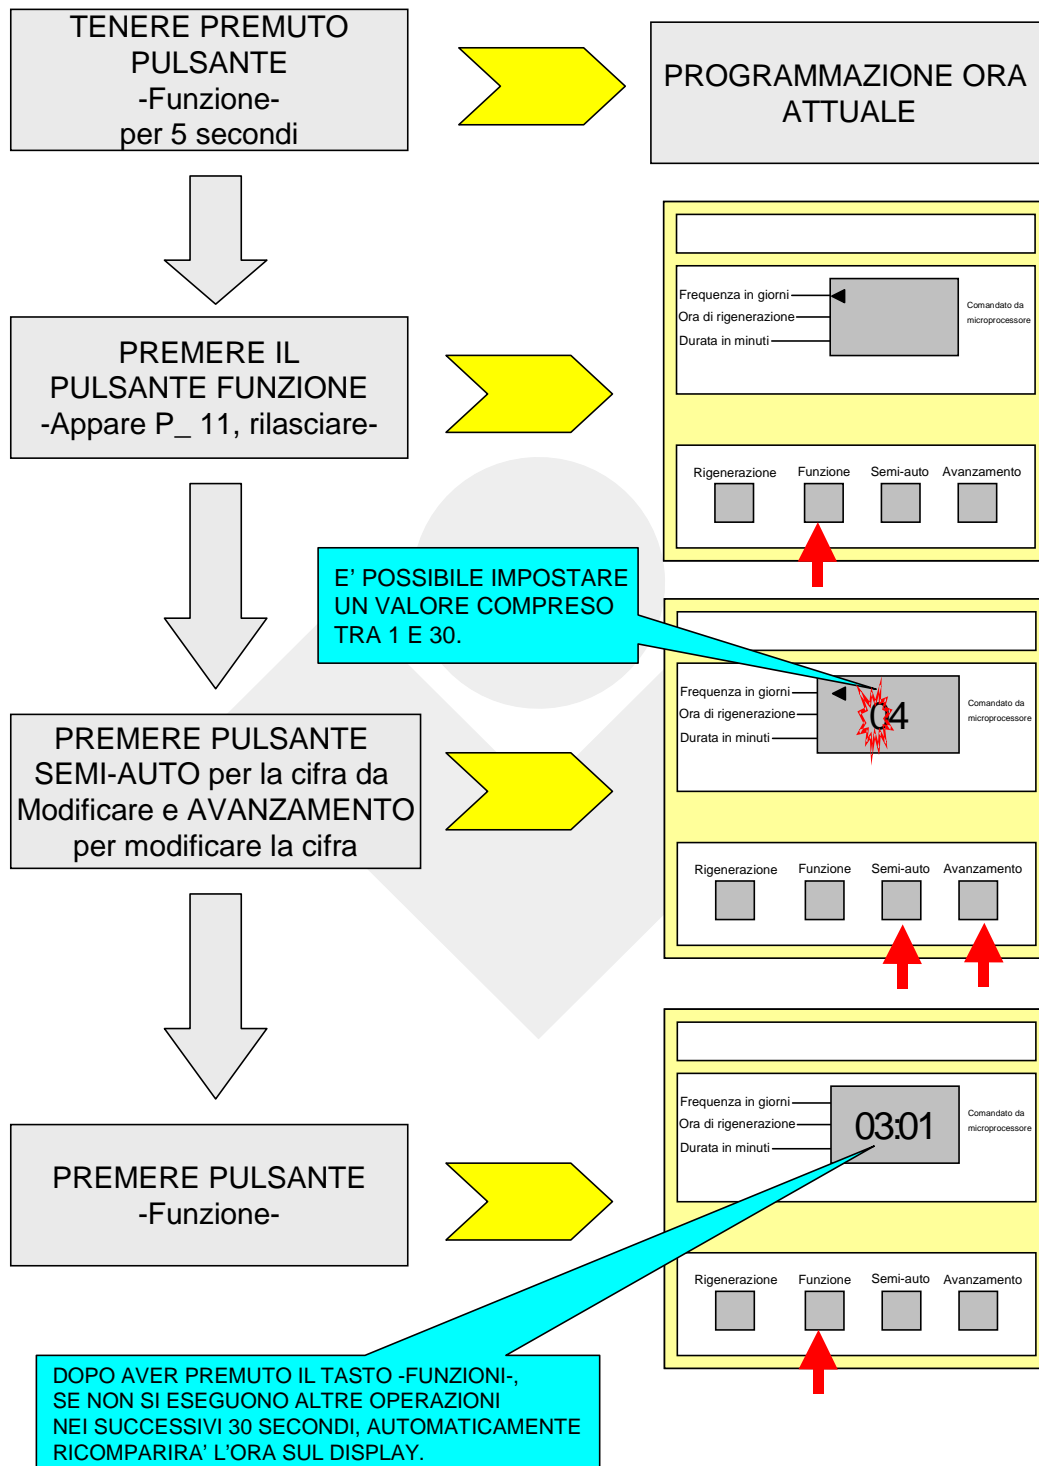 TENERE PREMUTO
PULSANTE
-Funzione-
per 5 secondi
PROGRAMMAZIONE ORA
ATTUALE
PREMERE IL
PULSANTE FUNZIONE
-Appare P_ 11, rilasciare-
Frequenza in giorni
Ora di rigenerazione
Durata in minuti
Comandato da
microprocessore
Rigenerazione Funzione Semi-auto Avanzamento
E' POSSIBILE IMPOSTARE
UN VALORE COMPRESO
TRA 1 E 30.
PREMERE PULSANTE
SEMI-AUTO per la cifra da
Modificare e AVANZAMENTO
per modificare la cifra
Frequenza in giorni
Ora di rigenerazione
Durata in minuti
04
Comandato da
microprocessore
Rigenerazione Funzione Semi-auto Avanzamento
PREMERE PULSANTE
-Funzione-
Frequenza in giorni
Ora di rigenerazione
Durata in minuti
03:01
Comandato da
microprocessore
Rigenerazione Funzione Semi-auto Avanzamento
DOPO AVER PREMUTO IL TASTO -FUNZIONI-,
SE NON SI ESEGUONO ALTRE OPERAZIONI
NEI SUCCESSIVI 30 SECONDI, AUTOMATICAMENTE
RICOMPARIRA' L'ORA SUL DISPLAY.